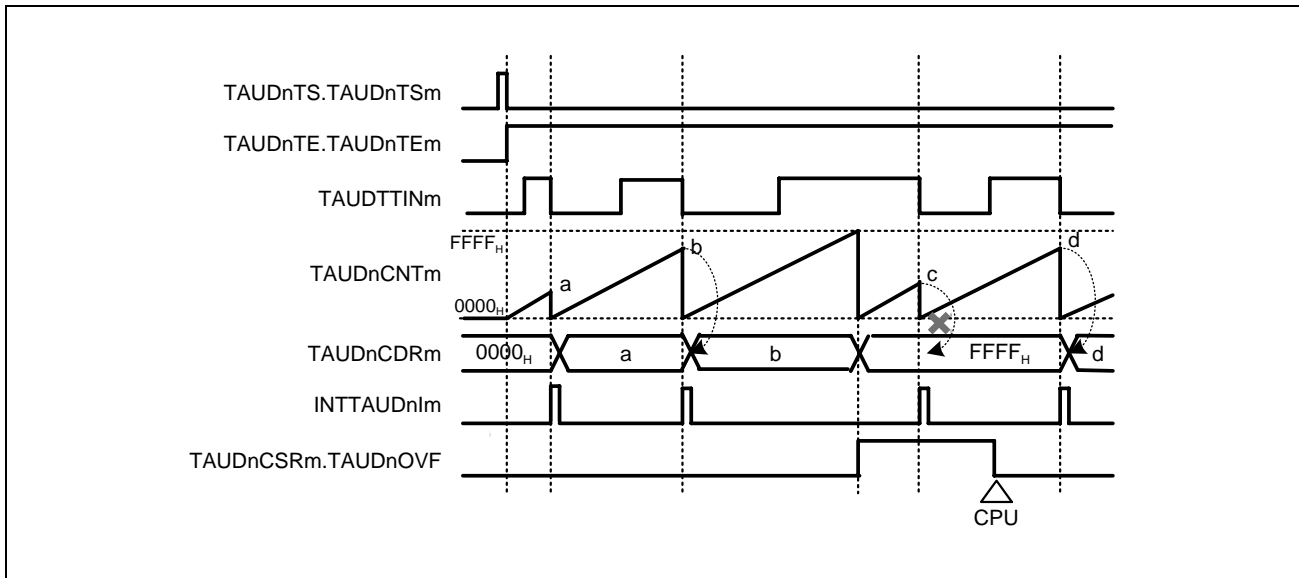 TAUDnTS.TAUDnTSm
TAUDnTE.TAUDnTEm
TAUDTTINm
FFFFH
TAUDnCNTm
0000H
a
b
c
d
TAUDnCDRm
0000H
a
b
FFFFH
d
INTTAUDnIm
TAUDnCSRm.TAUDnOVF
CPU